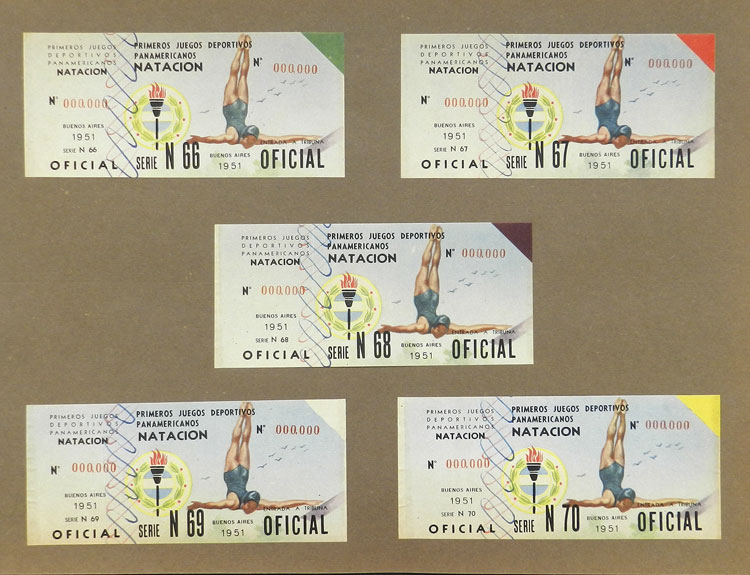 PRIMEROS JUEGOS
DEPORTIVOS
PANAMERICANOS
NATACION
Nº 000,000
BUENOS AIRES
1951
SERIE N 66
OFICIAL
PRIMEROS JUEGOS DEPORTIVOS
PANAMERICANOS
NATACION
Nº 000,000
ENTRADA A TRIBUNA
SERIE N 66 BUENOS AIRES 1951 OFICIAL
PRIMEROS JUEGOS
DEPORTIVOS
PANAMERICANOS
NATACION
Nº 000,000
BUENOS AIRES
1951
SERIE N 67
OFICIAL
PRIMEROS JUEGOS DEPORTIVOS
PANAMERICANOS
NATACION
Nº 000,000
ENTRADA A TRIBUNA
SERIE N 67 BUENOS AIRES 1951 OFICIAL
PRIMEROS JUEGOS
DEPORTIVOS
PANAMERICANOS
NATACION
Nº 000,000
BUENOS AIRES
1951
SERIE N 68
OFICIAL
PRIMEROS JUEGOS DEPORTIVOS
PANAMERICANOS
NATACION
Nº 000,000
ENTRADA A TRIBUNA
SERIE N 68 BUENOS AIRES 1951 OFICIAL
PRIMEROS JUEGOS
DEPORTIVOS
PANAMERICANOS
NATACION
Nº 000,000
BUENOS AIRES
1951
SERIE N 69
OFICIAL
PRIMEROS JUEGOS DEPORTIVOS
PANAMERICANOS
NATACION
Nº 000,000
ENTRADA A TRIBUNA
SERIE N 69 BUENOS AIRES 1951 OFICIAL
PRIMEROS JUEGOS
DEPORTIVOS
PANAMERICANOS
NATACION
Nº 000,000
BUENOS AIRES
1951
SERIE N 70
OFICIAL
PRIMEROS JUEGOS DEPORTIVOS
PANAMERICANOS
NATACION
Nº 000,000
ENTRADA A TRIBUNA
SERIE N 70 BUENOS AIRES 1951 OFICIAL